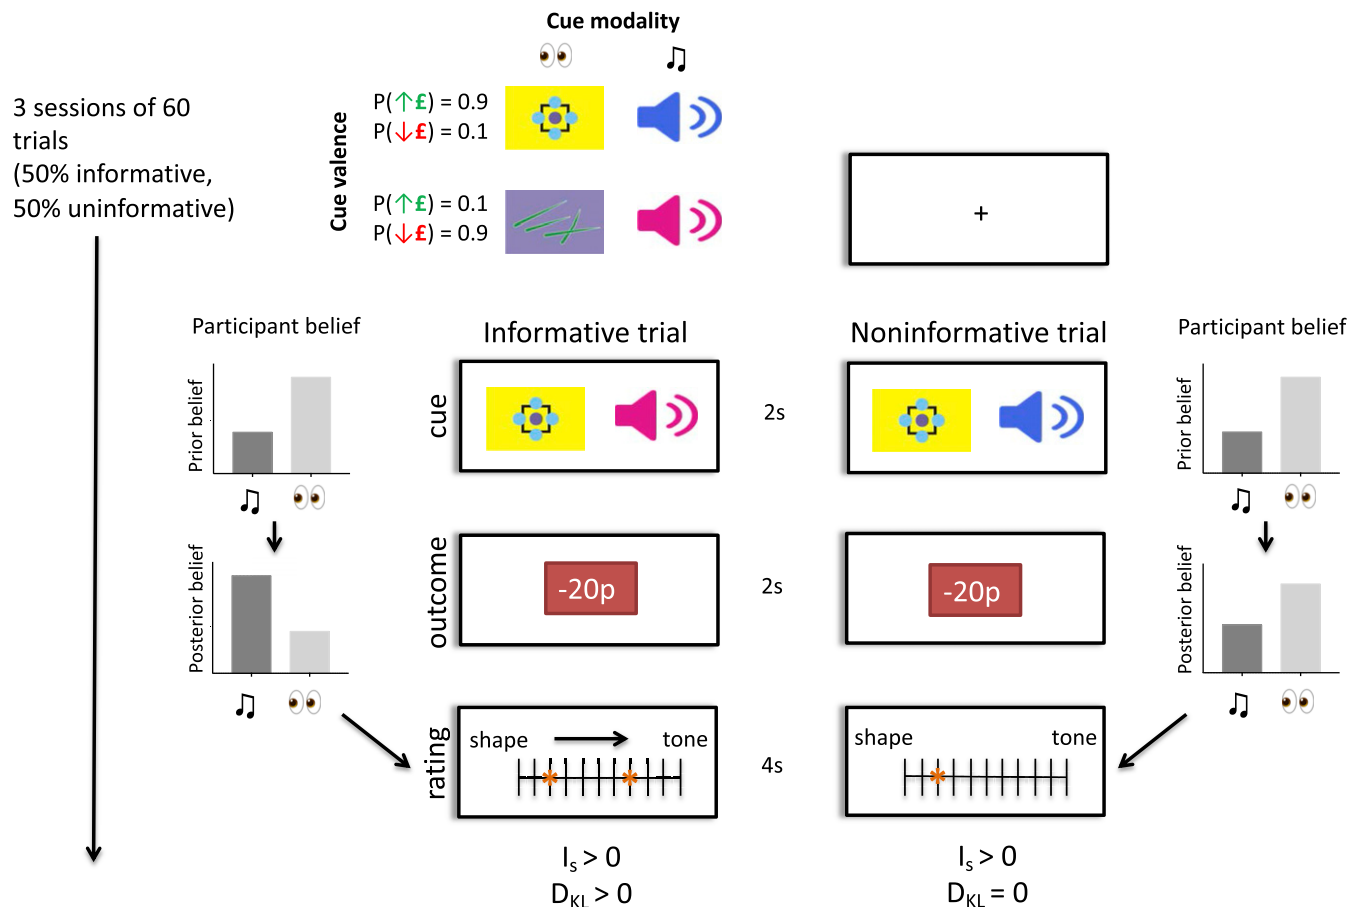 Cue modality
3 sessions of 60
trials
(50% informative,
50% uninformative)
Cue valence
P(↑£) = 0.9
P(↓£) = 0.1
P(↑£) = 0.1
P(↓£) = 0.9
+
Participant belief
Informative trial
Noninformative trial
Participant belief
Prior belief
cue
2s
Prior belief
Posterior belief
outcome
-20p
2s
-20p
Posterior belief
rating
shape
tone
4s
shape
tone
Is > 0
DKL > 0
Is > 0
DKL = 0